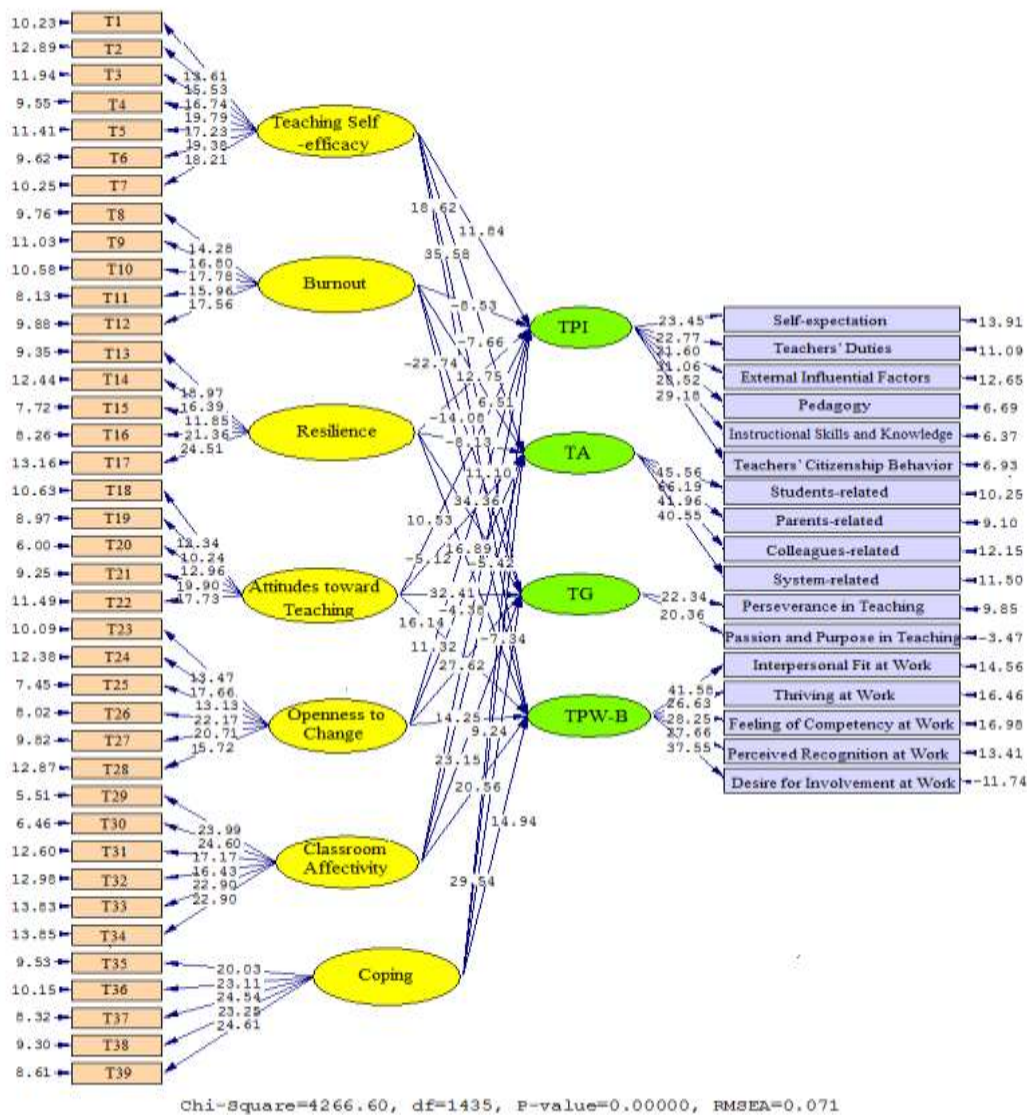 10.23
T1
12.89
T2
11.94
T3
9.55
T4
11.41
T5
9.62
T6
10.25
T7
9.76
T8
11.03
T9
10.58
T10
8.13
T11
9.88
T12
9.35
T13
12.44
T14
7.72
T15
8.26
T16
13.16
T17
10.63
T18
8.97
T19
6.00
T20
9.25
T21
11.49
T22
10.09
T23
12.38
T24
7.45
T25
8.02
T26
9.82
T27
12.87
T28
5.51
T29
6.46
T30
12.60
T31
12.98
T32
13.83
T33
13.85
T34
9.53
T35
10.15
T36
8.32
T37
9.30
T38
8.61
T39
15.53
16.74
19.79
17.23
19.38
18.21
14.28
16.80
17.78
15.96
17.56
18.97
16.39
11.85
21.36
24.51
12.34
10.24
12.96
19.90
17.73
13.47
17.66
13.13
22.17
20.71
15.72
23.99
24.60
17.17
16.43
22.90
22.90
20.03
23.11
24.54
23.25
24.61
Teaching Self
-efficacy
Burnout
Resilience
Attitudes toward
Teaching
Openness to
Change
Classroom
Affectivity
Coping
18.62
11.84
35.58
-8.53
-7.66
-22.74
12.75
6.51
-14.08
-8.13
11.10
34.36
10.53
16.89
-5.12
-5.42
32.41
-4.38
16.14
-7.34
11.32
27.62
14.25
9.24
23.15
20.56
14.94
29.54
TPI
TA
TG
TPW-B
23.45
22.77
31.06
28.52
29.18
45.56
66.19
41.96
40.55
22.34
20.36
41.58
26.63
28.25
27.66
37.55
Self-expectation
13.91
Teachers' Duties
11.09
External Influential Factors
12.65
Pedagogy
6.69
Instructional Skills and Knowledge
6.37
Teachers' Citizenship Behavior
6.93
Students-related
10.25
Parents-related
9.10
Colleagues-related
12.15
System-related
11.50
Perseverance in Teaching
9.85
Passion and Purpose in Teaching
-3.47
Interpersonal Fit at Work
14.56
Thriving at Work
16.46
Feeling of Competency at Work
16.98
Perceived Recognition at Work
13.41
Desire for Involvement at Work
-11.74
Chi-Square=4266.60, df=1435, P-value=0.00000, RMSEA=0.071